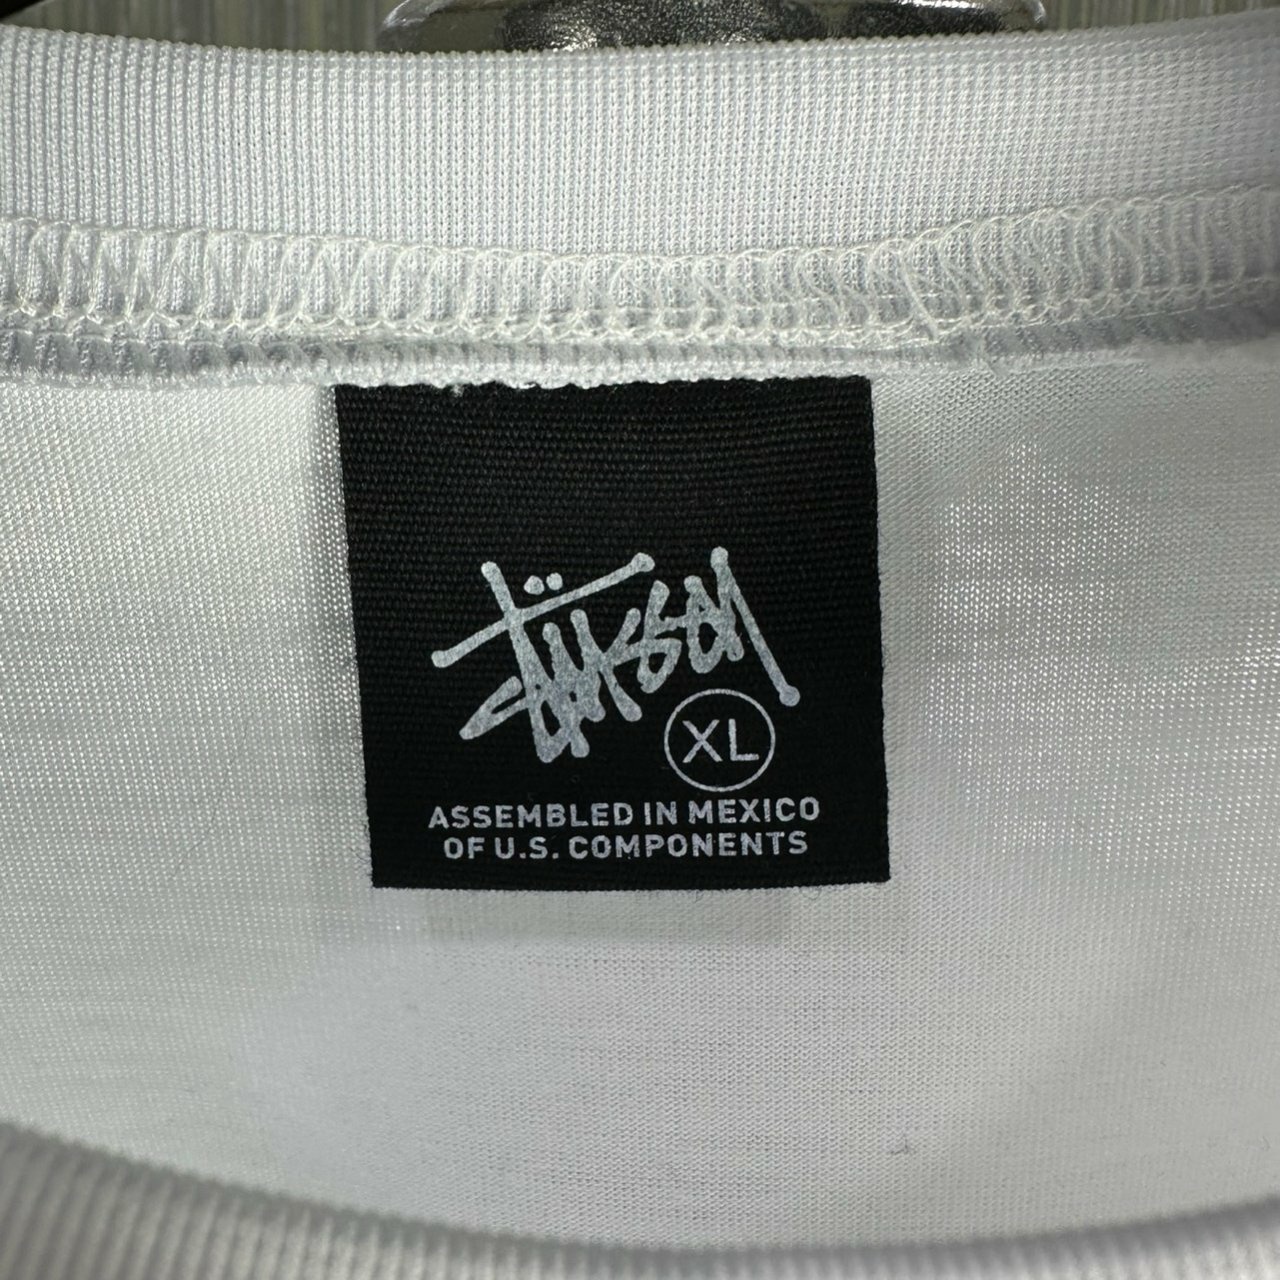 Stüssy
XL
ASSEMBLED IN MEXICO
OF U.S. COMPONENTS